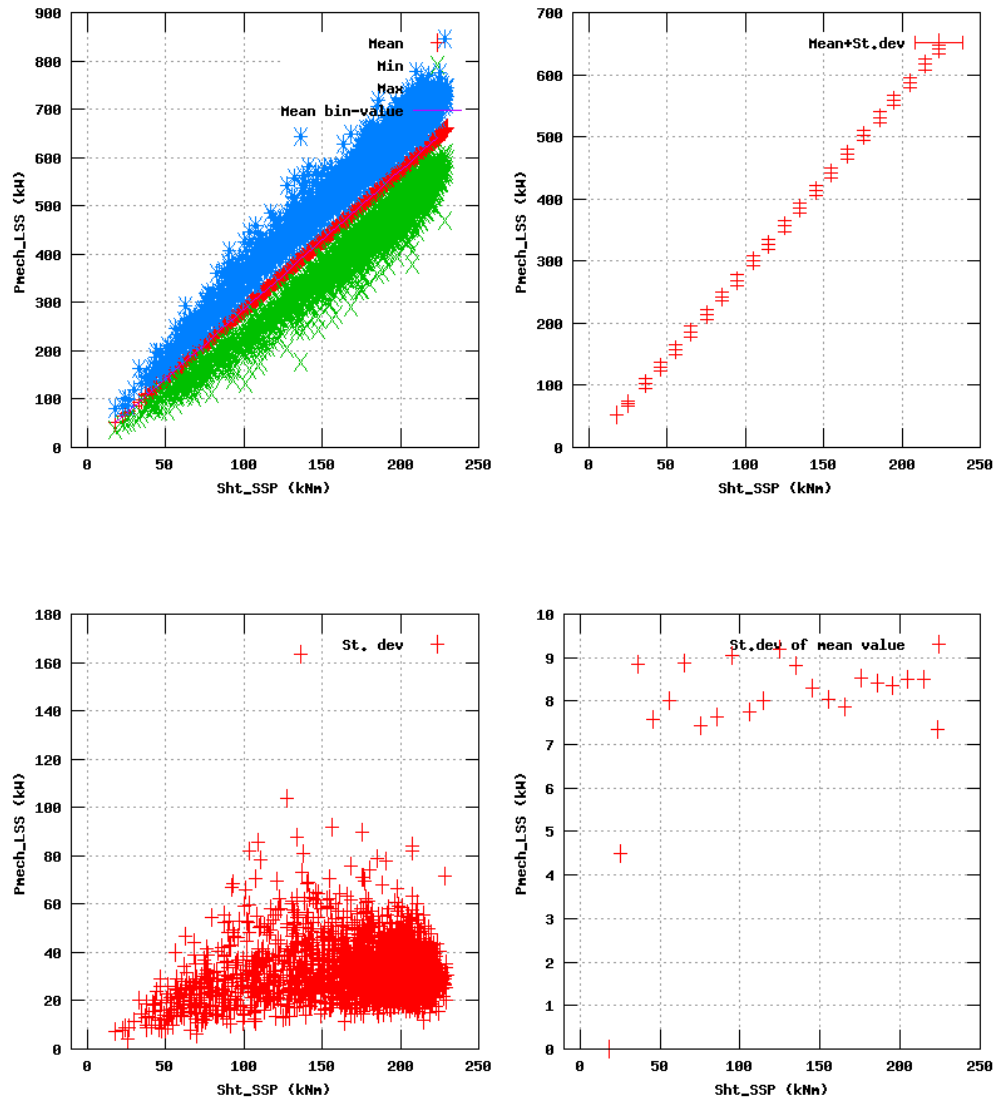 900
800
700
600
500
400
300
200
100
0
0 50 100 150 200 250
Pmech_LSS (kW)
Sht_SSP (kNm)
Mean
Min
Max
Mean bin-value
700
600
500
400
300
200
100
0
0 50 100 150 200 250
Pmech_LSS (kW)
Sht_SSP (kNm)
Mean+St.dev
180
160
140
120
100
80
60
40
20
0
0 50 100 150 200 250
Pmech_LSS (kW)
Sht_SSP (kNm)
St. dev
10
9
8
7
6
5
4
3
2
1
0
0 50 100 150 200 250
Pmech_LSS (kW)
Sht_SSP (kNm)
St.dev of mean value